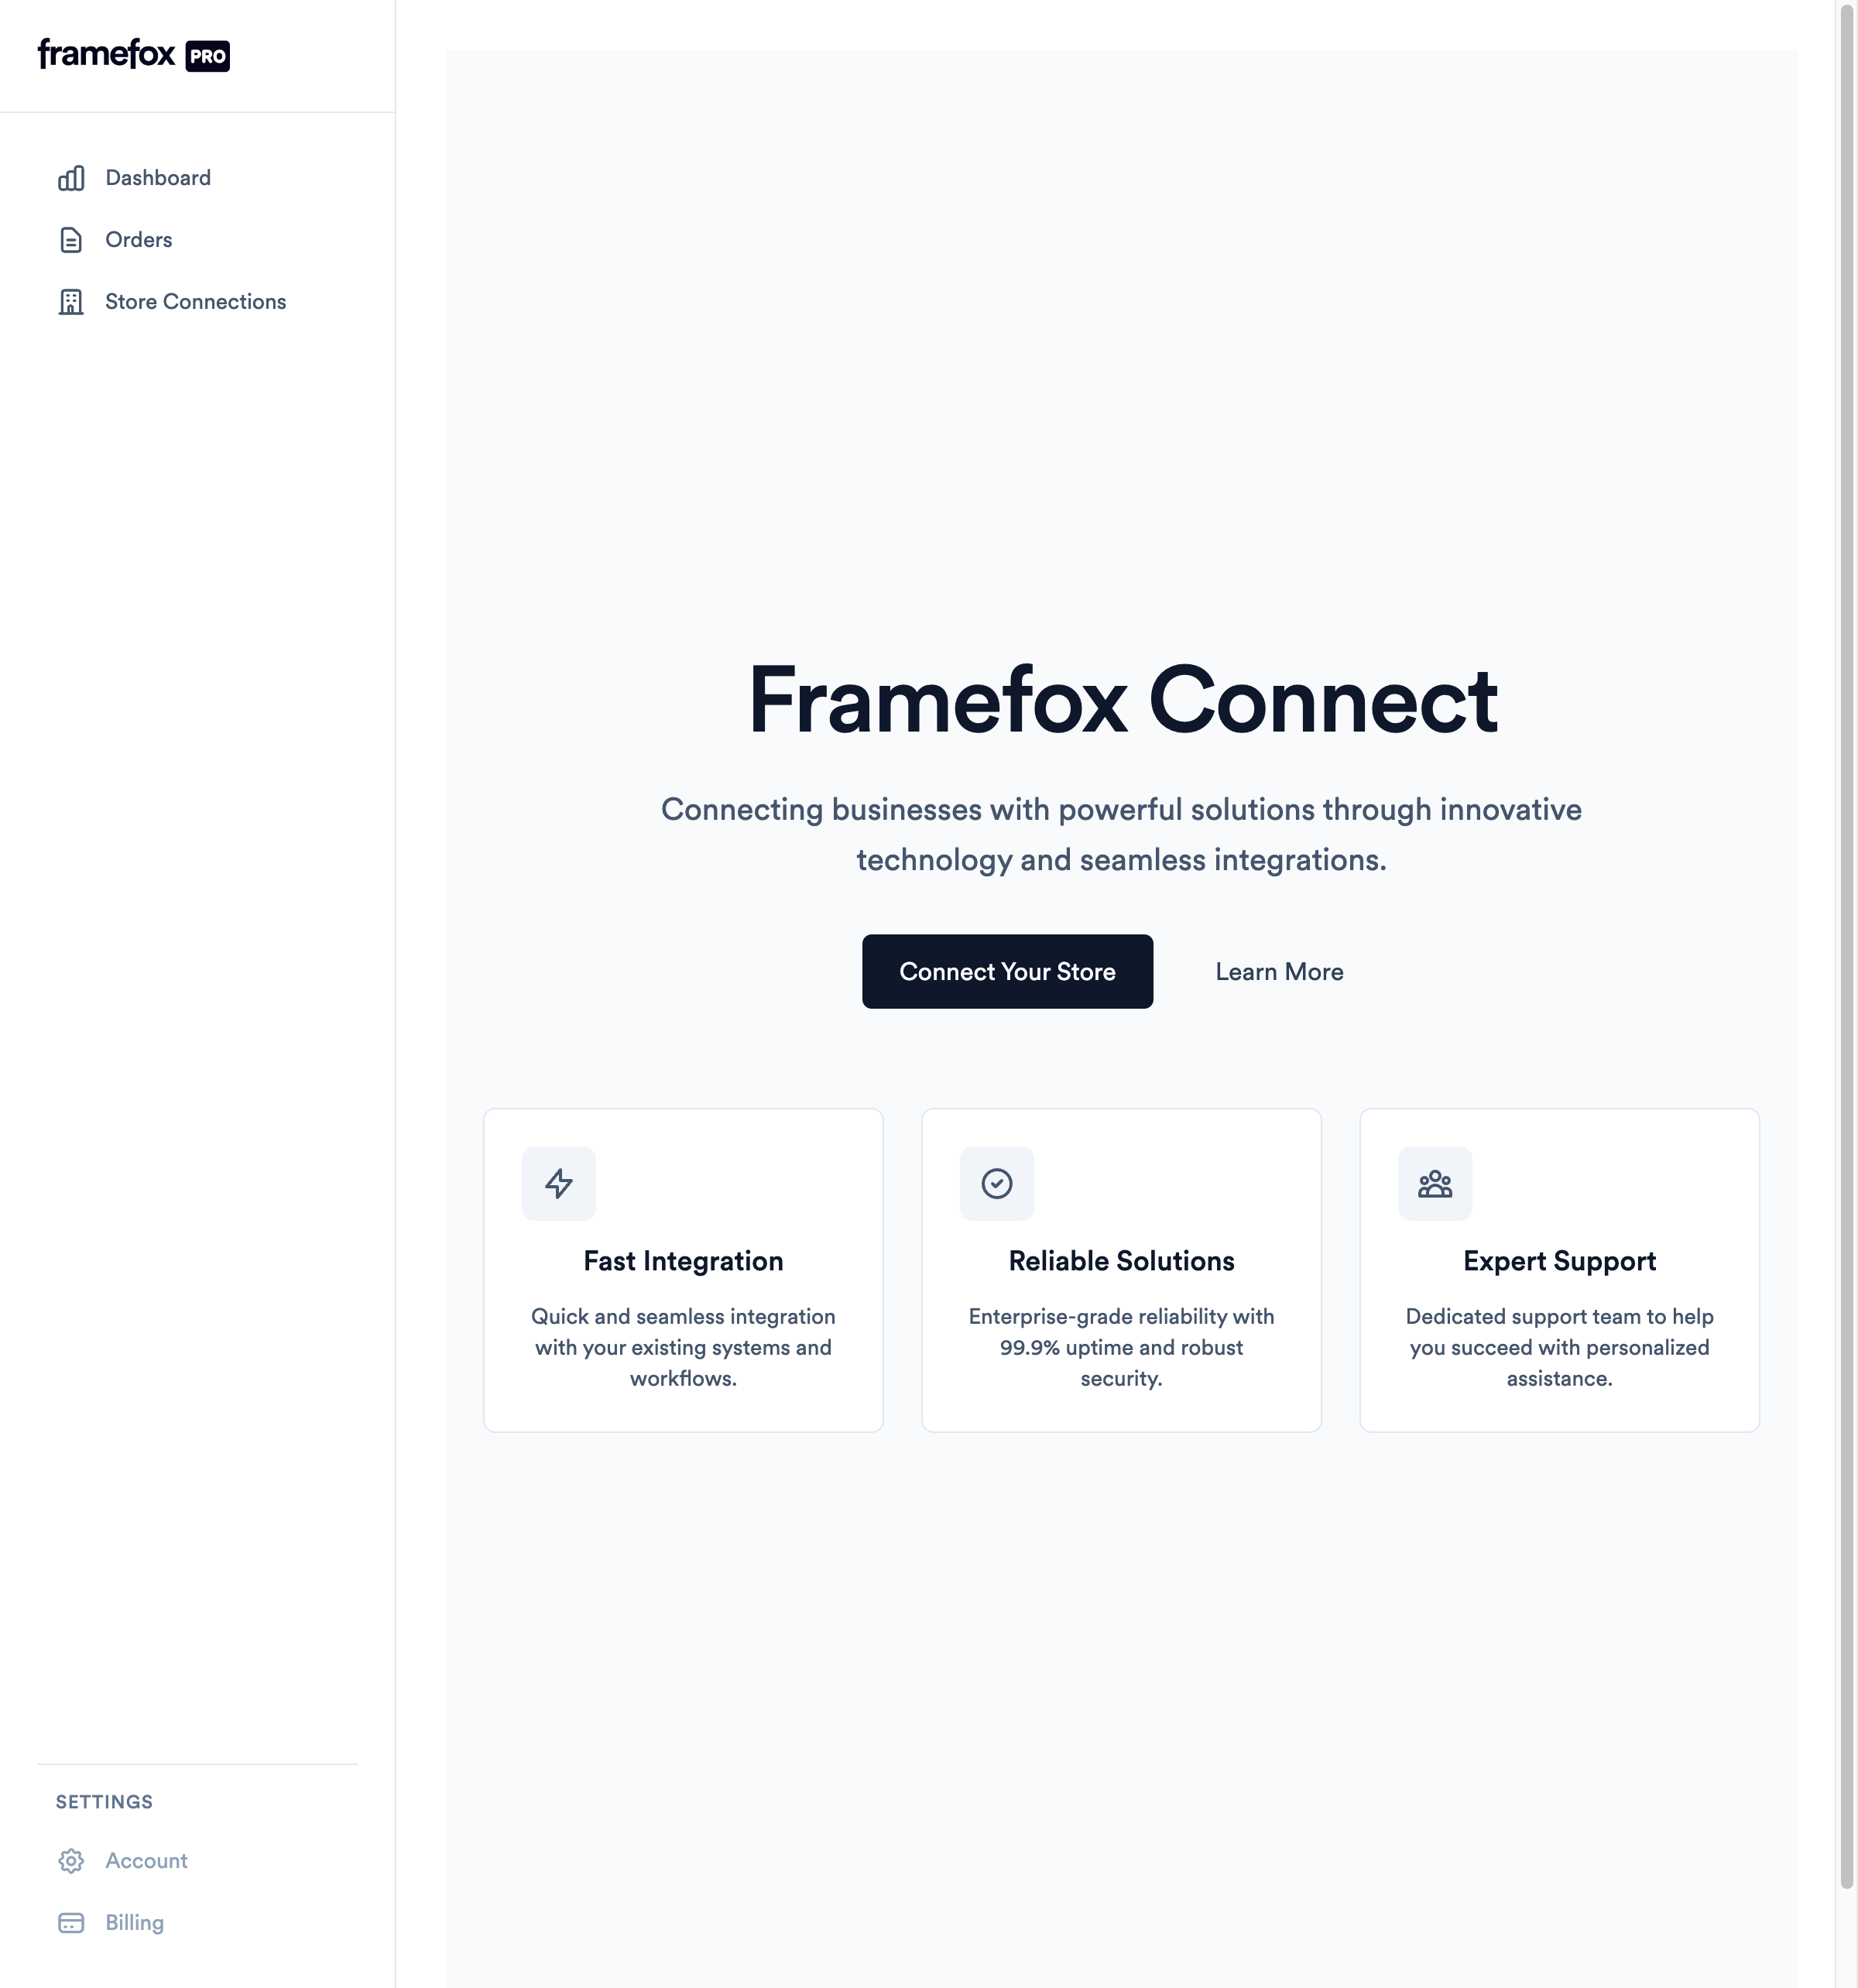 framefox PRO
Dashboard
Orders
Store Connections
Framefox Connect
Connecting businesses with powerful solutions through innovative
technology and seamless integrations.
Connect Your Store
Learn More
Fast Integration
Quick and seamless integration
with your existing systems and
workflows.
Reliable Solutions
Enterprise-grade reliability with
99.9% uptime and robust
security.
Expert Support
Dedicated support team to help
you succeed with personalized
assistance.
SETTINGS
Account
Billing